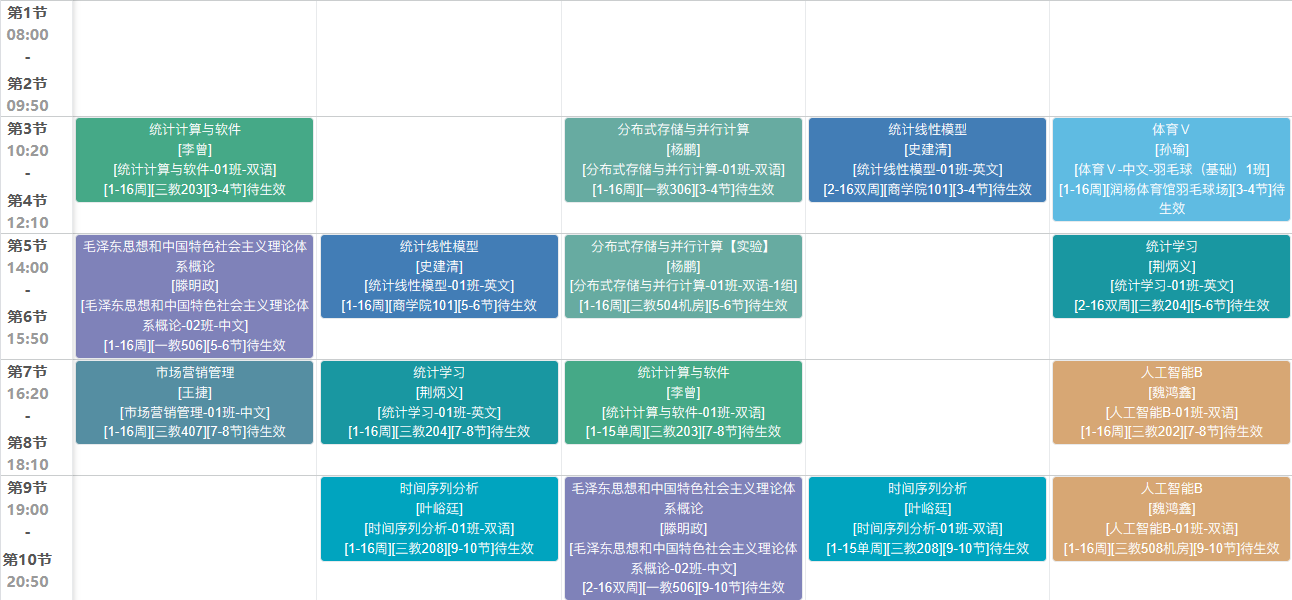 第1节
08:00
-
第2节
09:50
第3节
10:20
-
第4节
12:10
统计计算与软件
[李曾]
[统计计算与软件-01班-双语]
[1-16周][三教203][3-4节]待生效
分布式存储与并行计算
[杨鹏]
[分布式存储与并行计算-01班-双语]
[1-16周][一教306][3-4节]待生效
统计线性模型
[史建清]
[统计线性模型-01班-英文]
[2-16双周][商学院101][3-4节]待生效
体育Ⅴ
[孙瑜]
[体育Ⅴ-中文-羽毛球（基础）1班]
[1-16周][润杨体育馆羽毛球场][3-4节]待
生效
第5节
14:00
-
第6节
15:50
毛泽东思想和中国特色社会主义理论体
系概论
[滕明政]
[毛泽东思想和中国特色社会主义理论体
系概论-02班-中文]
[1-16周][一教506][5-6节]待生效
统计线性模型
[史建清]
[统计线性模型-01班-英文]
[1-16周][商学院101][5-6节]待生效
分布式存储与并行计算【实验】
[杨鹏]
[分布式存储与并行计算-01班-双语-1组]
[1-16周][三教504机房][5-6节]待生效
统计学习
[荆炳义]
[统计学习-01班-英文]
[2-16双周][三教204][5-6节]待生效
第7节
16:20
-
第8节
18:10
市场营销管理
[王捷]
[市场营销管理-01班-中文]
[1-16周][三教407][7-8节]待生效
统计学习
[荆炳义]
[统计学习-01班-英文]
[1-16周][三教204][7-8节]待生效
统计计算与软件
[李曾]
[统计计算与软件-01班-双语]
[1-15单周][三教203][7-8节]待生效
人工智能B
[魏鸿鑫]
[人工智能B-01班-双语]
[1-16周][三教202][7-8节]待生效
第9节
19:00
-
第10节
20:50
时间序列分析
[叶峪廷]
[时间序列分析-01班-双语]
[1-16周][三教208][9-10节]待生效
毛泽东思想和中国特色社会主义理论体
系概论
[滕明政]
[毛泽东思想和中国特色社会主义理论体
系概论-02班-中文]
[2-16双周][一教506][9-10节]待生效
时间序列分析
[叶峪廷]
[时间序列分析-01班-双语]
[1-15单周][三教208][9-10节]待生效
人工智能B
[魏鸿鑫]
[人工智能B-01班-双语]
[1-16周][三教508机房][9-10节]待生效